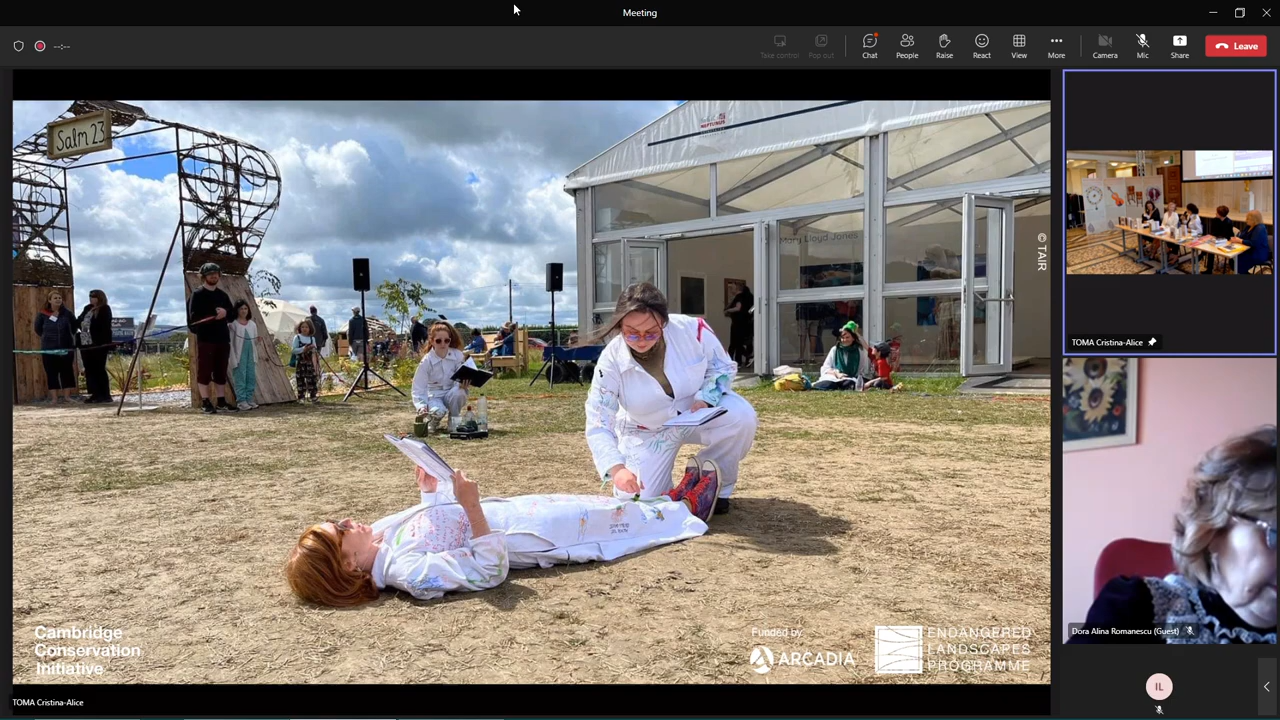 Meeting
--:--
Take control
Pop out
Chat
People
Raise
React
View
More
Camera
Mic
Share
Leave
Salm 23
Mary Lloyd Jones
© TAIR
TOMA Cristina-Alice
Dora Alina Romanescu (Guest)
Cambridge
Conservation
Initiative
Funded by
ARCADIA
ENDANGERED
LANDSCAPES
PROGRAMME
IL
TOMA Cristina-Alice